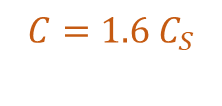 C = 1.6 C_S